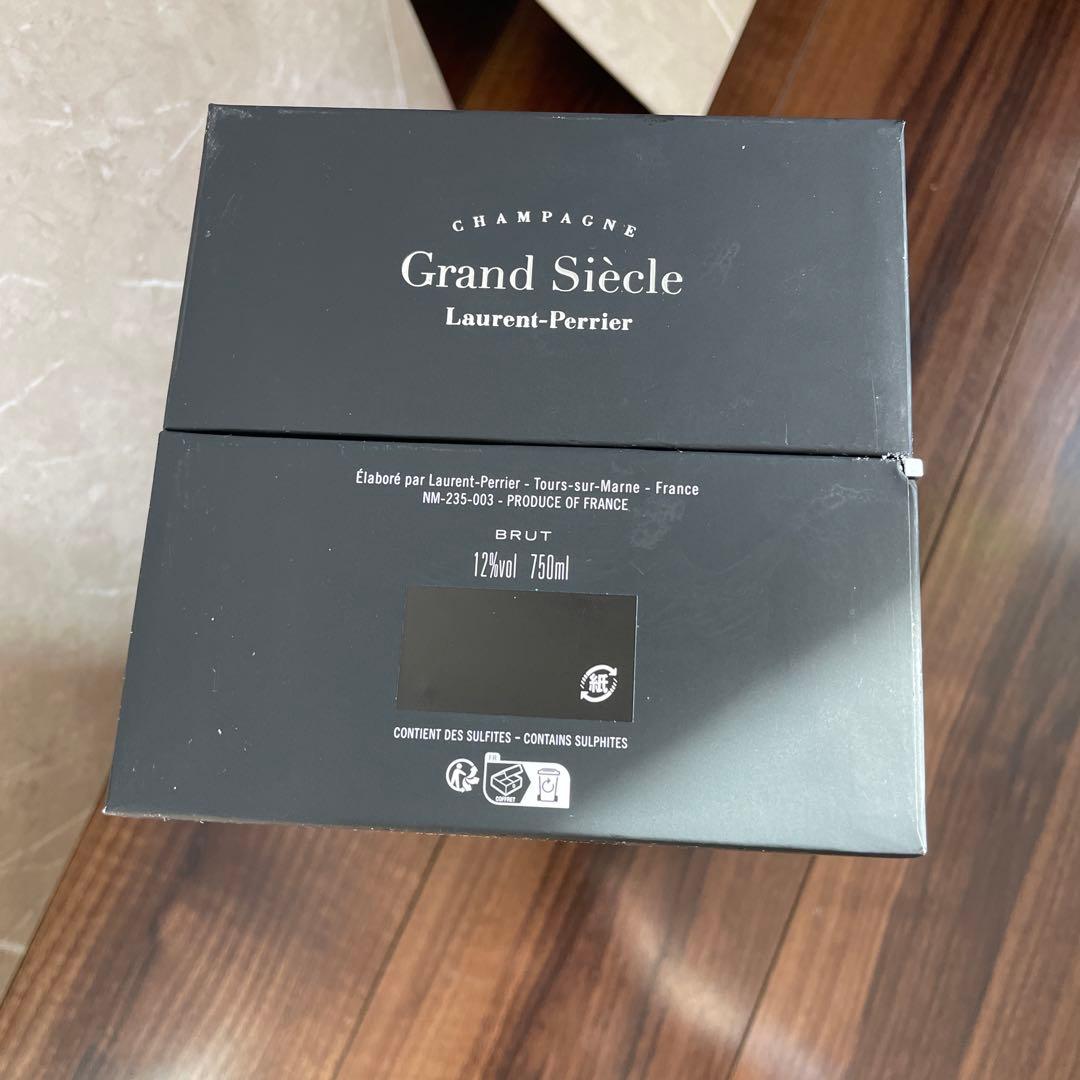 CHAMPAGNE
Grand Siècle
Laurent-Perrier
Élaboré par Laurent-Perrier - Tours-sur-Marne - France
NM-235-003 - PRODUCE OF FRANCE
BRUT
12%vol 750ml
紙
CONTIENT DES SULFITES - CONTAINS SULPHITES
FR
COFFRET